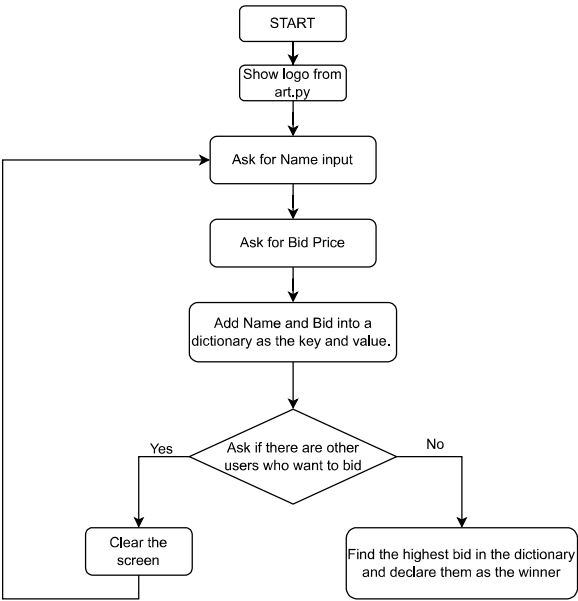 START
Show logo from
art.py
Ask for Name input
Ask for Bid Price
Add Name and Bid into a
dictionary as the key and value.
Ask if there are other
users who want to bid
Yes
No
Clear the
screen
Find the highest bid in the dictionary
and declare them as the winner